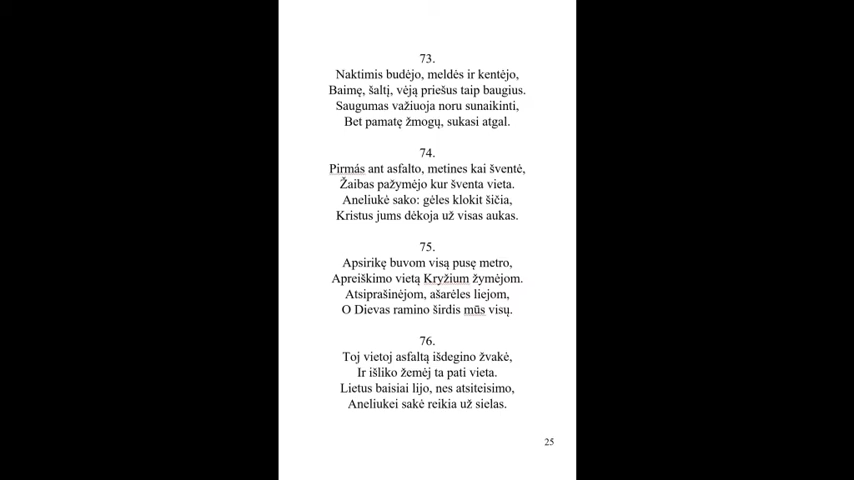 73.
Naktimis budėjo, meldės ir kentėjo,
Baimę, šaltį, vėją priešus taip baugius.
Saugumas važiuoja noru sunaikinti,
Bet pamatę žmogų, sukasi atgal.
74.
Pirmás ant asfalto, metines kai šventė,
Žaibas pažymėjo kur šventa vieta.
Aneliukė sako: gėles klokit šičia,
Kristus jums dėkoja už visas aukas.
75.
Apsirikę buvom visą pusę metro,
Apreiškimo vietą Kryžium žymėjom.
Atsiprašinėjom, ašarėles liejom,
O Dievas ramino širdis mūs visų.
76.
Toj vietoj asfaltą išdegino žvakė,
Ir išliko žemėj ta pati vieta.
Lietus baisiai lijo, nes atsiteisimo,
Aneliukei sakė reikia už sielas.
25